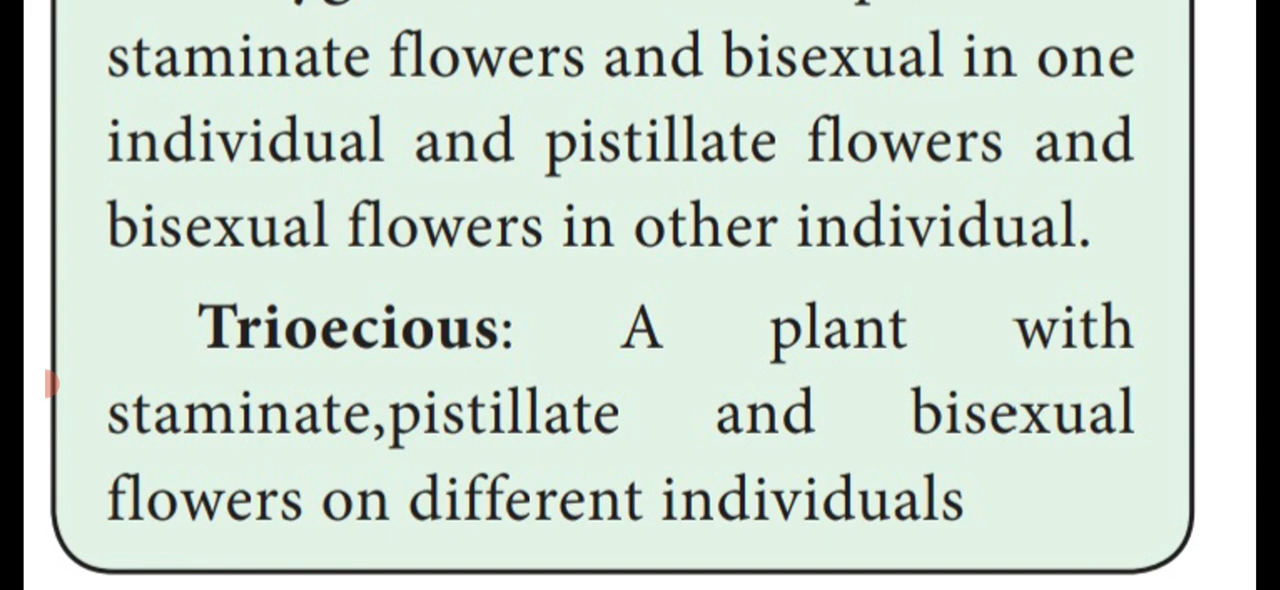 staminate flowers and bisexual in one
individual and pistillate flowers and
bisexual flowers in other individual.
Trioecious: A plant with
staminate,pistillate and bisexual
flowers on different individuals